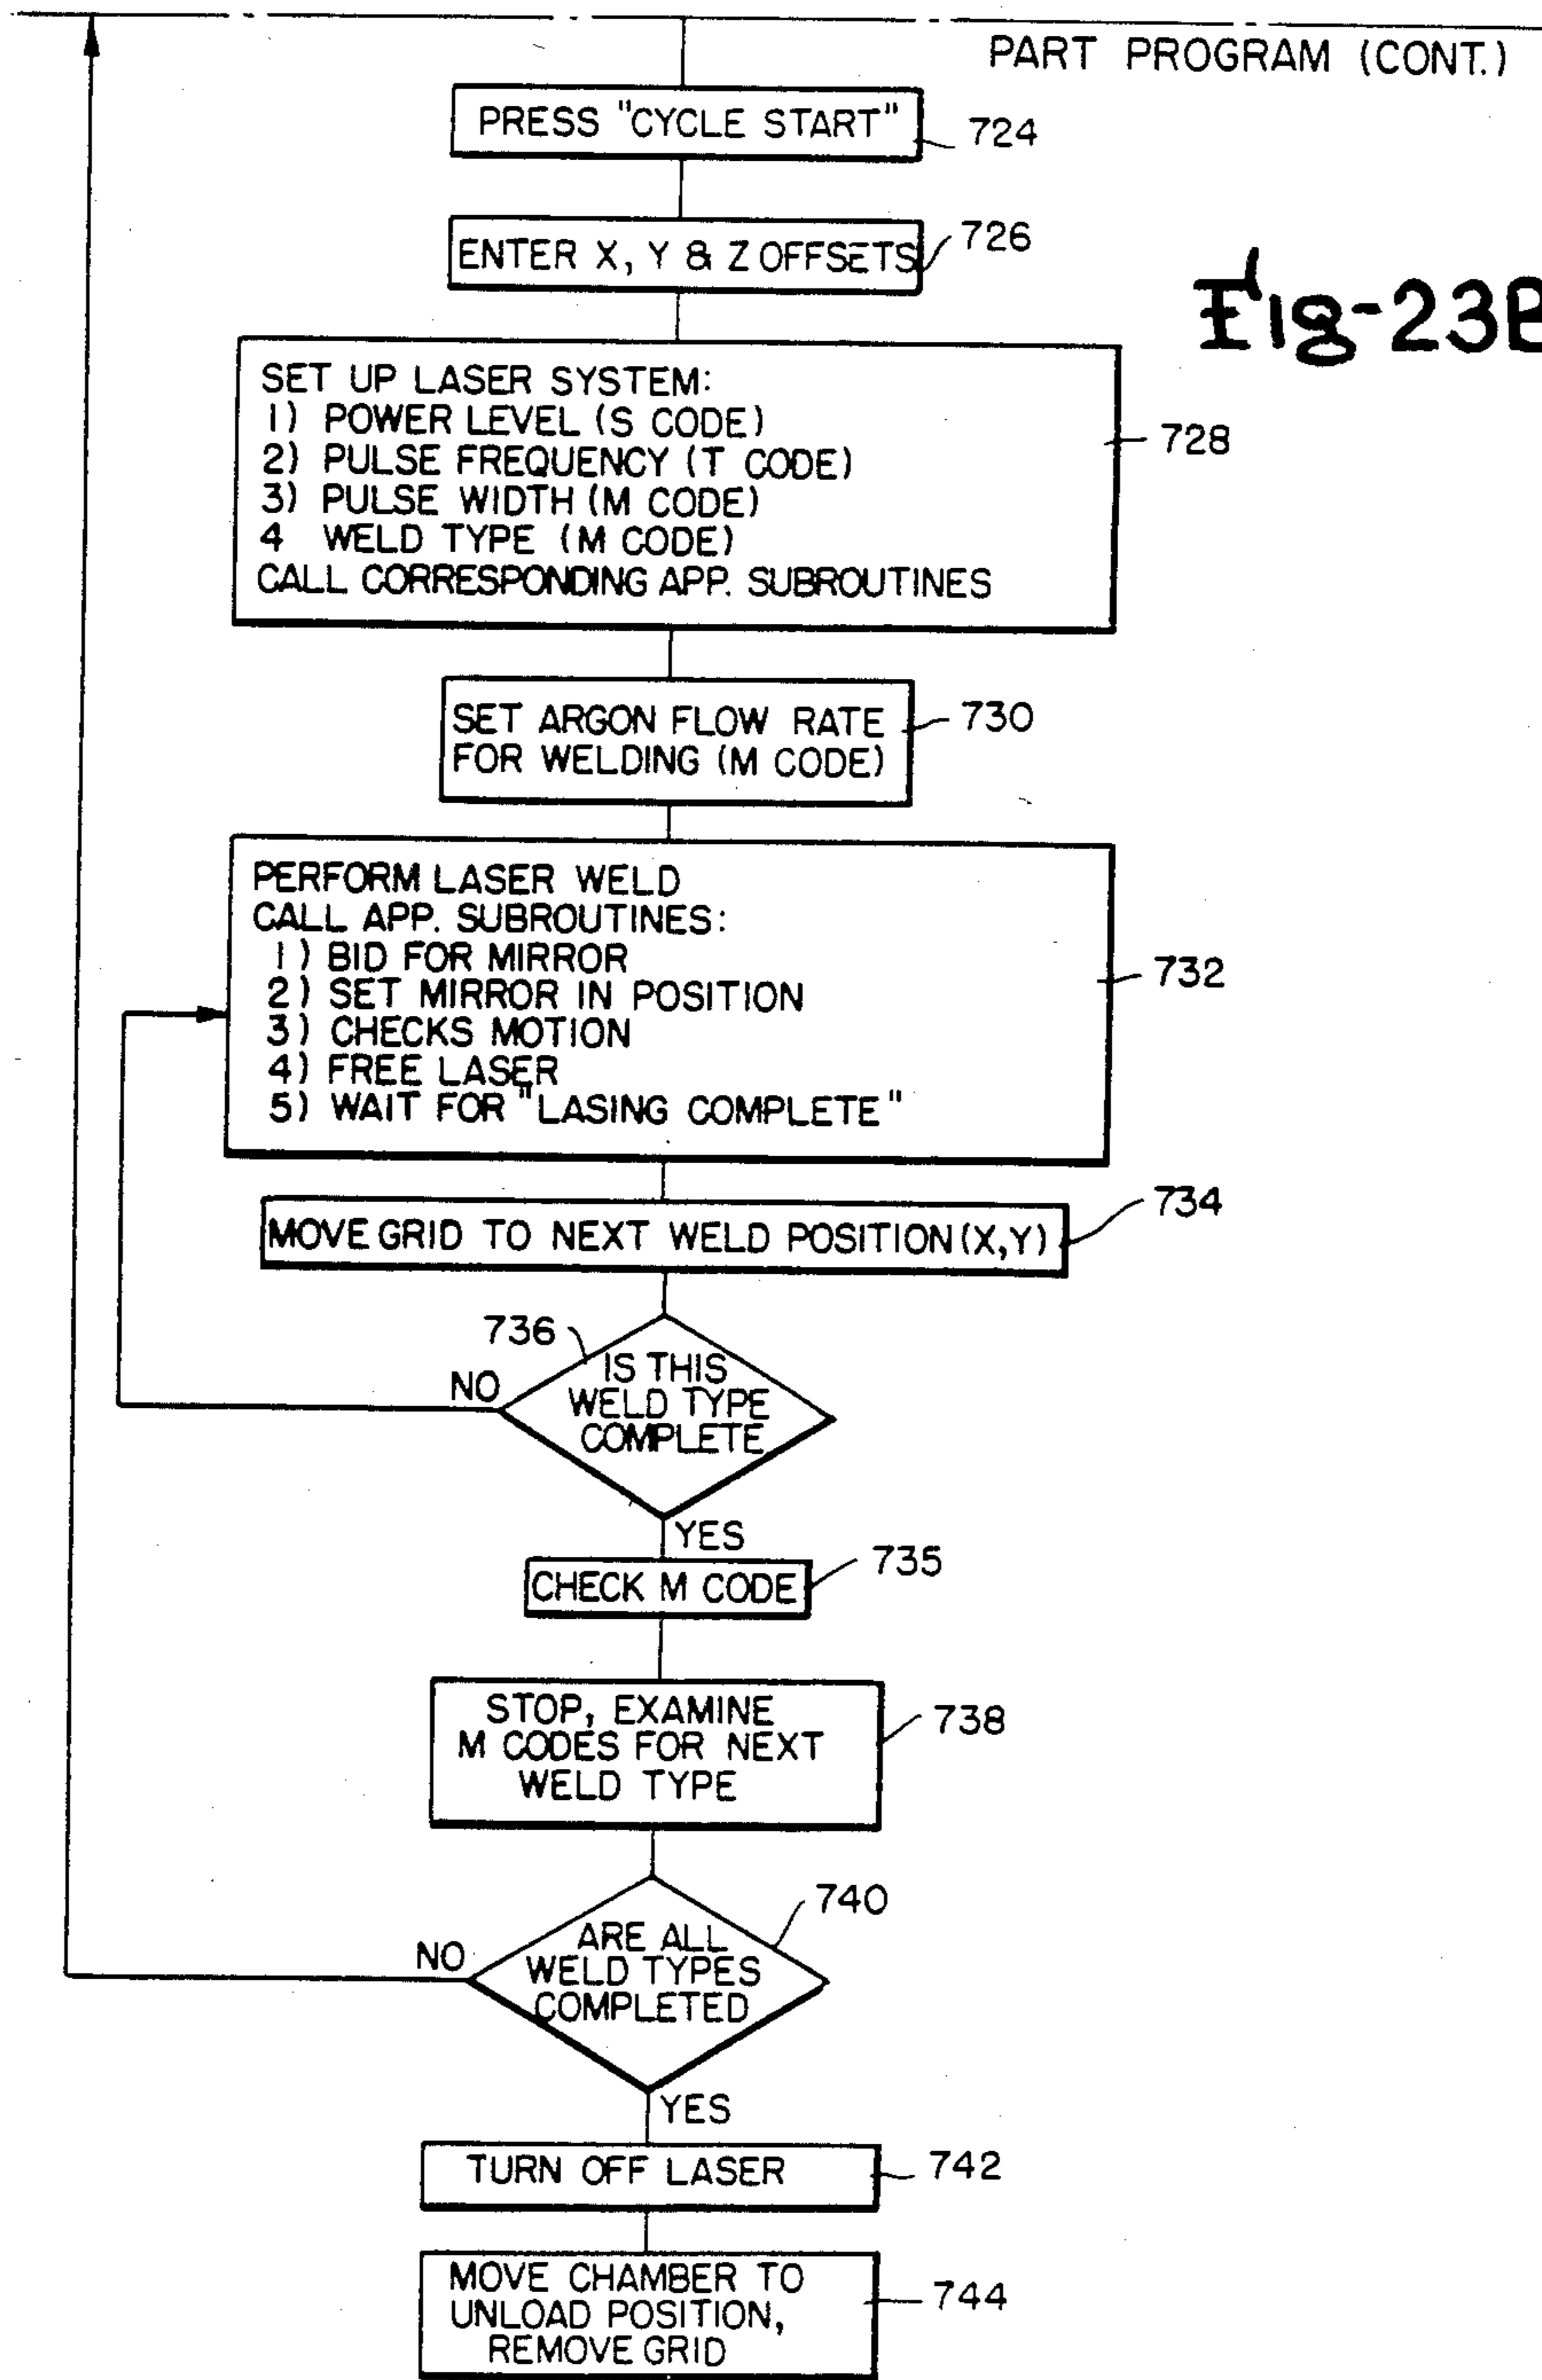 PART PROGRAM (CONT.)
PRESS "CYCLE START"
724
ENTER X, Y & Z OFFSETS
726
Fig-23B
SET UP LASER SYSTEM:
1) POWER LEVEL (S CODE)
2) PULSE FREQUENCY (T CODE)
3) PULSE WIDTH (M CODE)
4 WELD TYPE (M CODE)
CALL CORRESPONDING APP. SUBROUTINES
728
SET ARGON FLOW RATE
FOR WELDING (M CODE)
730
PERFORM LASER WELD
CALL APP. SUBROUTINES:
1) BID FOR MIRROR
2) SET MIRROR IN POSITION
3) CHECKS MOTION
4) FREE LASER
5) WAIT FOR "LASING COMPLETE"
732
MOVE GRID TO NEXT WELD POSITION (X,Y)
734
736
IS THIS
WELD TYPE
COMPLETE
NO
YES
CHECK M CODE
735
STOP, EXAMINE
M CODES FOR NEXT
WELD TYPE
738
740
ARE ALL
WELD TYPES
COMPLETED
NO
YES
TURN OFF LASER
742
MOVE CHAMBER TO
UNLOAD POSITION,
REMOVE GRID
744